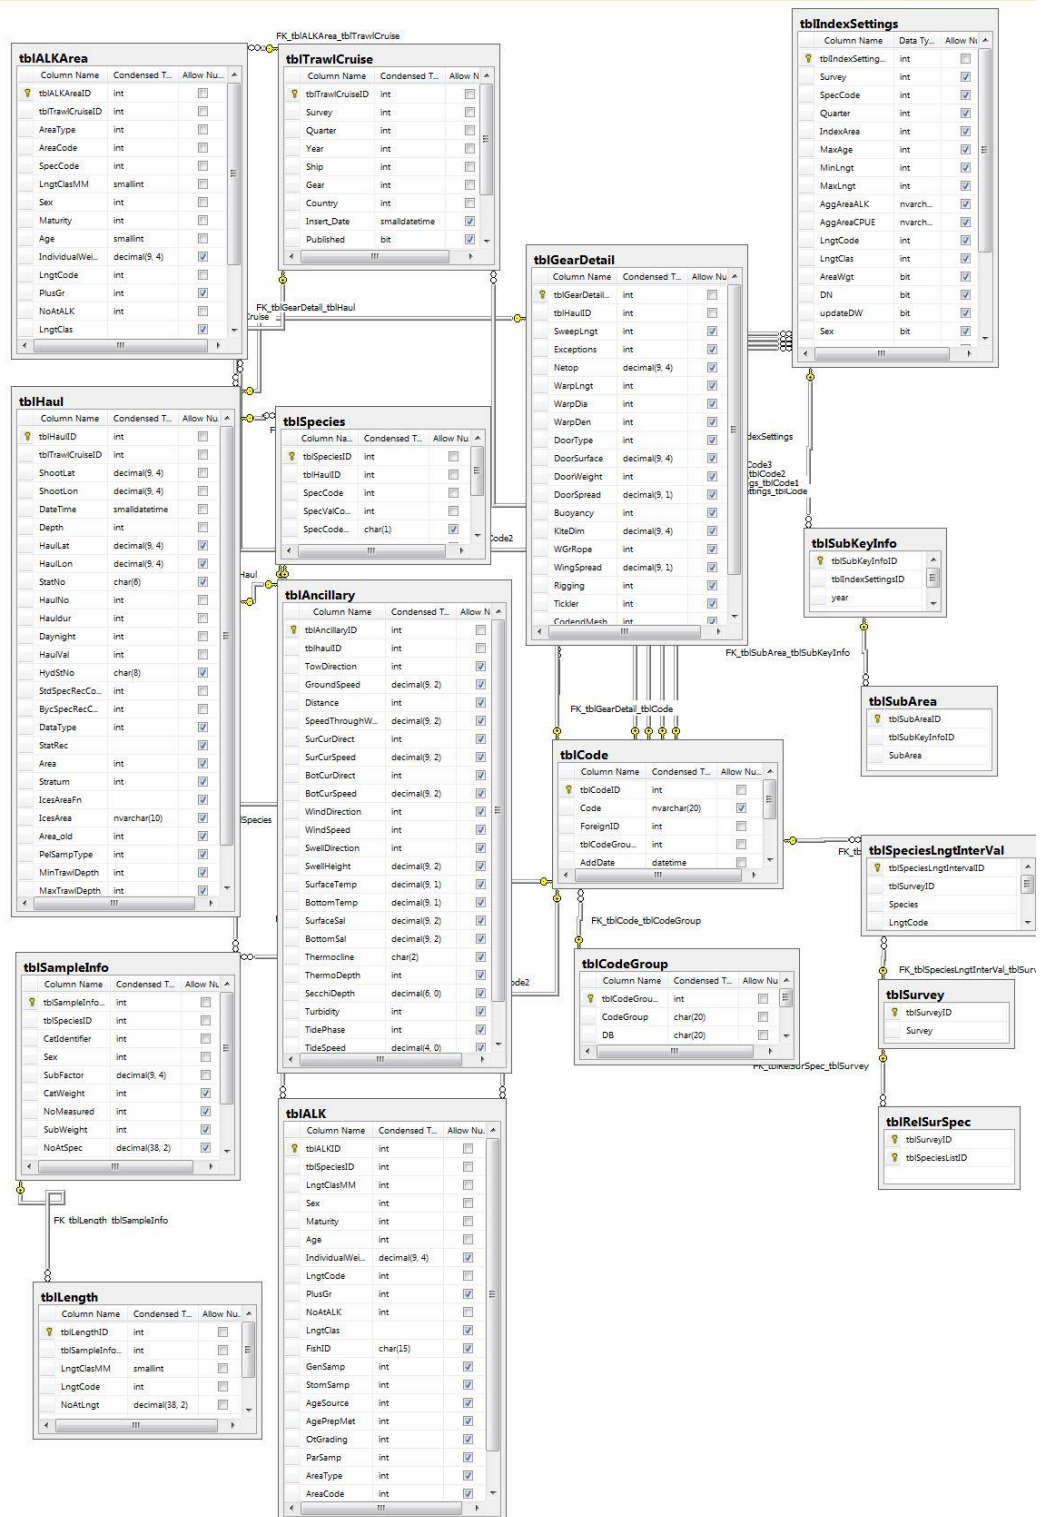 FK_tblALKArea_tblTrawlCruise
tblALKArea
Column Name Condensed T... Allow Nu...
tblALKAreaID int
tblTrawlCruiseID int
AreaType int
AreaCode int
SpecCode int
LngtClasMM smallint
Sex int
Maturity int
Age smallint
IndividualWei... decimal(9, 4)
LngtCode int
PlusGr int
NoAtALK int
LngtClas
tblTrawlCruise
Column Name Condensed T... Allow N
tblTrawlCruiseID int
Survey int
Quarter int
Year int
Ship int
Gear int
Country int
Insert_Date smalldatetime
Published bit
tblIndexSettings
Column Name Data Ty... Allow Nu
tblIndexSetting... int
Survey int
SpecCode int
Quarter int
IndexArea int
MaxAge int
MinLngt int
MaxLngt int
AggAreaALK nvarch...
AggAreaCPUE nvarch...
LngtCode int
LngtClas int
AreaWgt bit
DN bit
updateDW bit
Sex bit
FK_tblGearDetail_tblHaul
Cruise
tblGearDetail
Column Name Condensed T... Allow Nu
tblGearDetail... int
tblHaulID int
SweepLngt int
Exceptions int
Netop decimal(9, 4)
WarpLngt int
WarpDia int
WarpDen int
DoorType int
DoorSurface decimal(9, 4)
DoorWeight int
DoorSpread decimal(9, 1)
Buoyancy int
KiteDim decimal(9, 4)
WGrRope int
WingSpread decimal(9, 1)
Rigging int
Tickler int
CodendMesh int
dexSettings
Code3
tblCode2
gs_tblCode1
ttings_tblCode
tblHaul
Column Name Condensed T... Allow Nu
tblHaulID int
tblTrawlCruiseID int
ShootLat decimal(9, 4)
ShootLon decimal(9, 4)
DateTime smalldatetime
Depth int
HaulLat decimal(9, 4)
HaulLon decimal(9, 4)
StatNo char(6)
HaulNo int
Hauldur int
Daynight int
HaulVal int
HydStNo char(8)
StdSpecRecCo... int
BycSpecRecC... int
DataType int
StatRec
Area int
Stratum int
IcesAreaFn
IcesArea nvarchar(10)
Area_old int
PelSampType int
MinTrawlDepth int
MaxTrawlDepth int
F
tblSpecies
Column Na... Condensed T... Allow Nu
tblSpeciesID int
tblHaulID int
SpecCode int
SpecValCo... int
SpecCode... char(1)
Code2
Haul
tblAncillary
Column Name Condensed T... Allow N
tblAncillaryID int
tblhaulID int
TowDirection int
GroundSpeed decimal(9, 2)
Distance int
SpeedThroughW... decimal(9, 2)
SurCurDirect int
SurCurSpeed decimal(9, 2)
BotCurDirect int
BotCurSpeed decimal(9, 2)
WindDirection int
WindSpeed int
SwellDirection int
SwellHeight decimal(9, 2)
SurfaceTemp decimal(9, 1)
BottomTemp decimal(9, 1)
SurfaceSal decimal(9, 2)
BottomSal decimal(9, 2)
Thermocline char(2)
ThermoDepth int
SecchiDepth decimal(6, 0)
Turbidity int
TidePhase int
TideSpeed decimal(4, 0)
lSpecies
tblSubKeyInfo
tblSubKeyInfoID
tblIndexSettingsID
year
FK_tblSubArea_tblSubKeyInfo
tblSubArea
tblSubAreaID
tblSubKeyInfoID
SubArea
FK_tblGearDetail_tblCode
tblCode
Column Name Condensed T... Allow Nu...
tblCodeID int
Code nvarchar(20)
ForeignID int
tblCodeGrou... int
AddDate datetime
FK_tb
tblSpeciesLngtInterVal
tblSpeciesLngtIntervalID
tblSurveyID
Species
LngtCode
FK_tblCode_tblCodeGroup
tblCodeGroup
Column Name Condensed T... Allow Nu
tblCodeGrou... int
CodeGroup char(20)
DB char(20)
de2
FK_tblSpeciesLngtInterVal_tblSurv
tblSurvey
tblSurveyID
Survey
FK_tblRelSurSpec_tblSurvey
tblRelSurSpec
tblSurveyID
tblSpeciesListID
tblSampleInfo
Column Name Condensed T... Allow Nu
tblSampleInfo... int
tblSpeciesID int
CatIdentifier int
Sex int
SubFactor decimal(9, 4)
CatWeight int
NoMeasured int
SubWeight int
NoAtSpec decimal(38, 2)
FK_tblLength_tblSampleInfo
tblLength
Column Name Condensed T... Allow Nu.
tblLengthID int
tblSampleInfo... int
LngtClasMM smallint
LngtCode int
NoAtLngt decimal(38, 2)
tblALK
Column Name Condensed T... Allow Nu.
tblALKID int
tblSpeciesID int
LngtClasMM int
Sex int
Maturity int
Age int
IndividualWei... decimal(9, 4)
LngtCode int
PlusGr int
NoAtALK int
LngtClas
FishID char(15)
GenSamp int
StomSamp int
AgeSource int
AgePrepMet int
OtGrading int
ParSamp int
AreaType int
AreaCode int